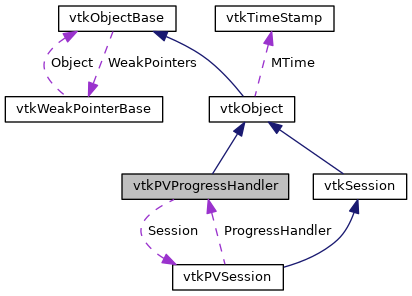 vtkObjectBase
vtkTimeStamp
Object
WeakPointers
MTime
vtkWeakPointerBase
vtkObject
vtkPVProgressHandler
vtkSession
Session
ProgressHandler
vtkPVSession